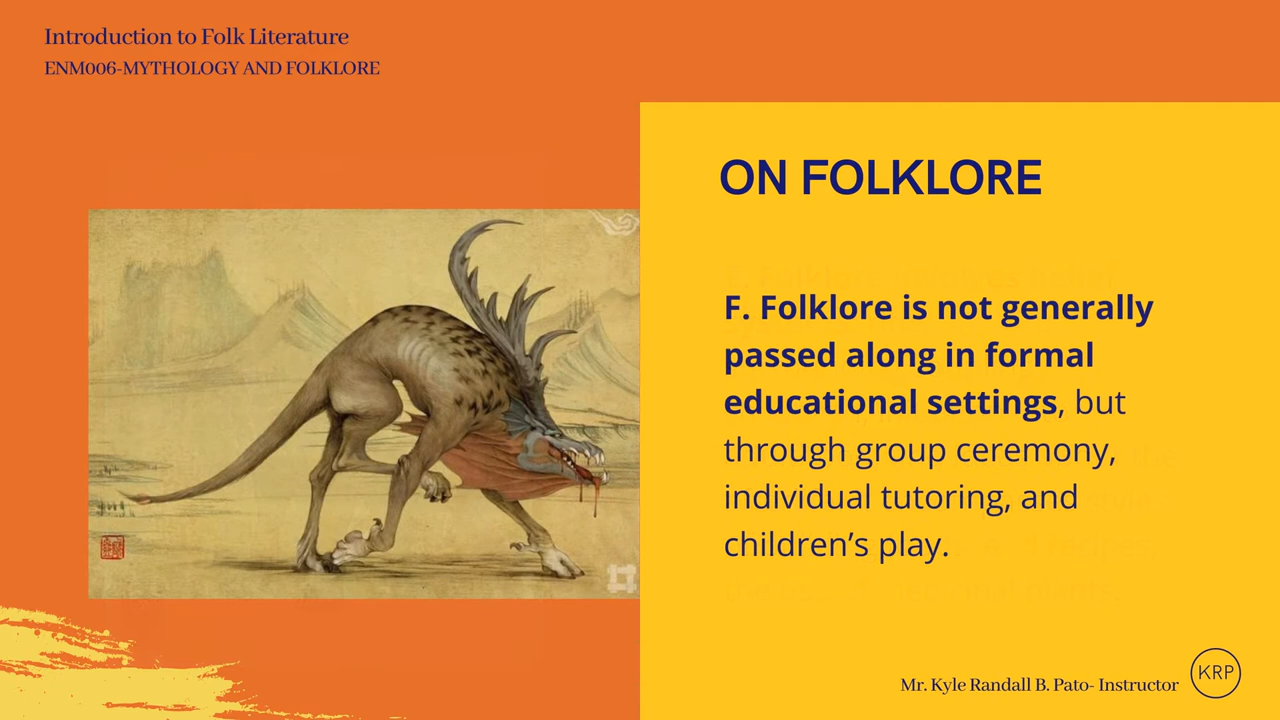 Introduction to Folk Literature
ENM006-MYTHOLOGY AND FOLKLORE
ON FOLKLORE
F. Folklore is not generally
passed along in formal
educational settings, but
through group ceremony,
individual tutoring, and
children’s play.
Mr. Kyle Randall B. Pato- Instructor
KRP